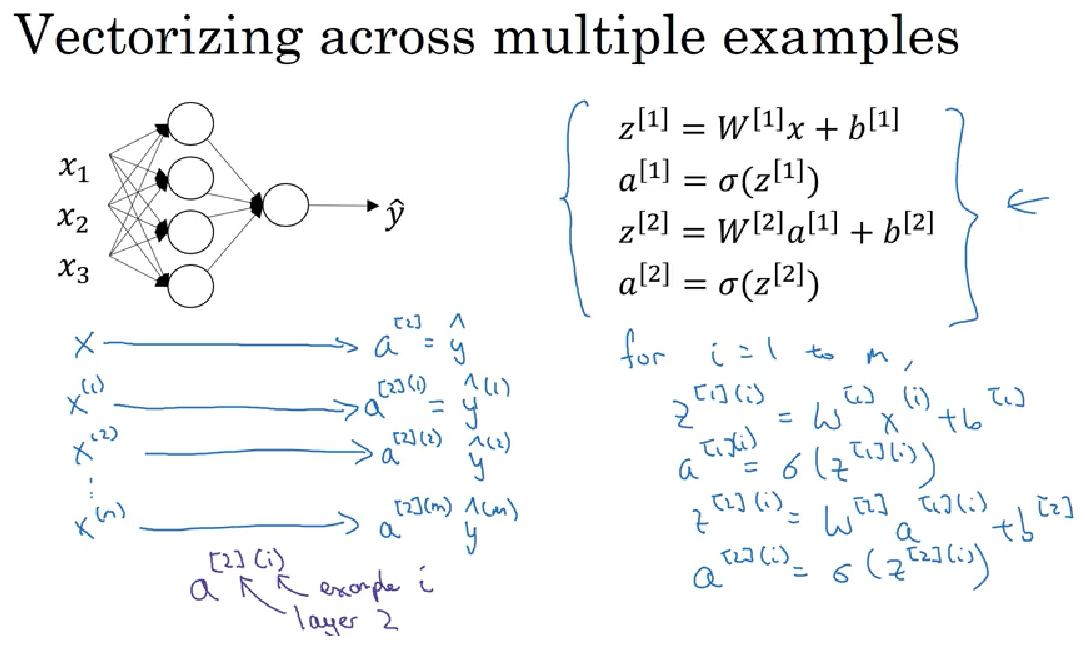 Vectorizing across multiple examples
x₁
x₂
x₃
ŷ
z^[1] = W^[1]x + b^[1]
a^[1] = σ(z^[1])
z^[2] = W^[2]a^[1] + b^[2]
a^[2] = σ(z^[2])
x → a^[2] = ŷ
x^(1) → a^[2](1) = ŷ^(1)
x^(2) → a^[2](2) ŷ^(2)
⋮
x^(m) → a^[2](m) ŷ^(m)
a^[2](i)
example i
layer 2
←
for i = 1 to m,
z^[1](i) = W^[1] x^(i) + b^[1]
a^[1](i) = σ(z^[1](i))
z^[2](i) = W^[2] a^[1](i) + b^[2]
a^[2](i) = σ(z^[2](i))